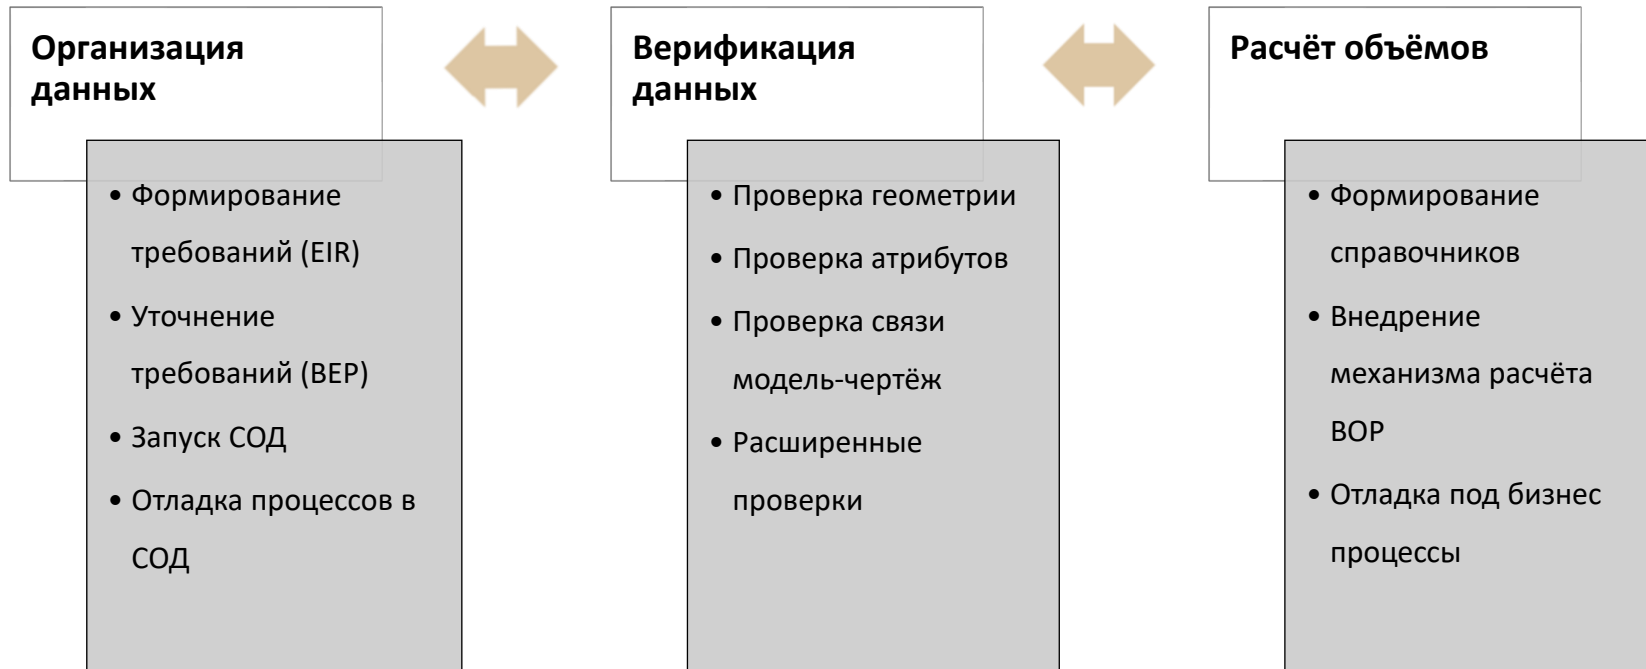 Организация
данных
• Формирование
требований (EIR)
• Уточнение
требований (BEP)
• Запуск СОД
• Отладка процессов в
СОД
Верификация
данных
• Проверка геометрии
• Проверка атрибутов
• Проверка связи
модель-чертёж
• Расширенные
проверки
Расчёт объёмов
• Формирование
справочников
• Внедрение
механизма расчёта
ВОР
• Отладка под бизнес
процессы